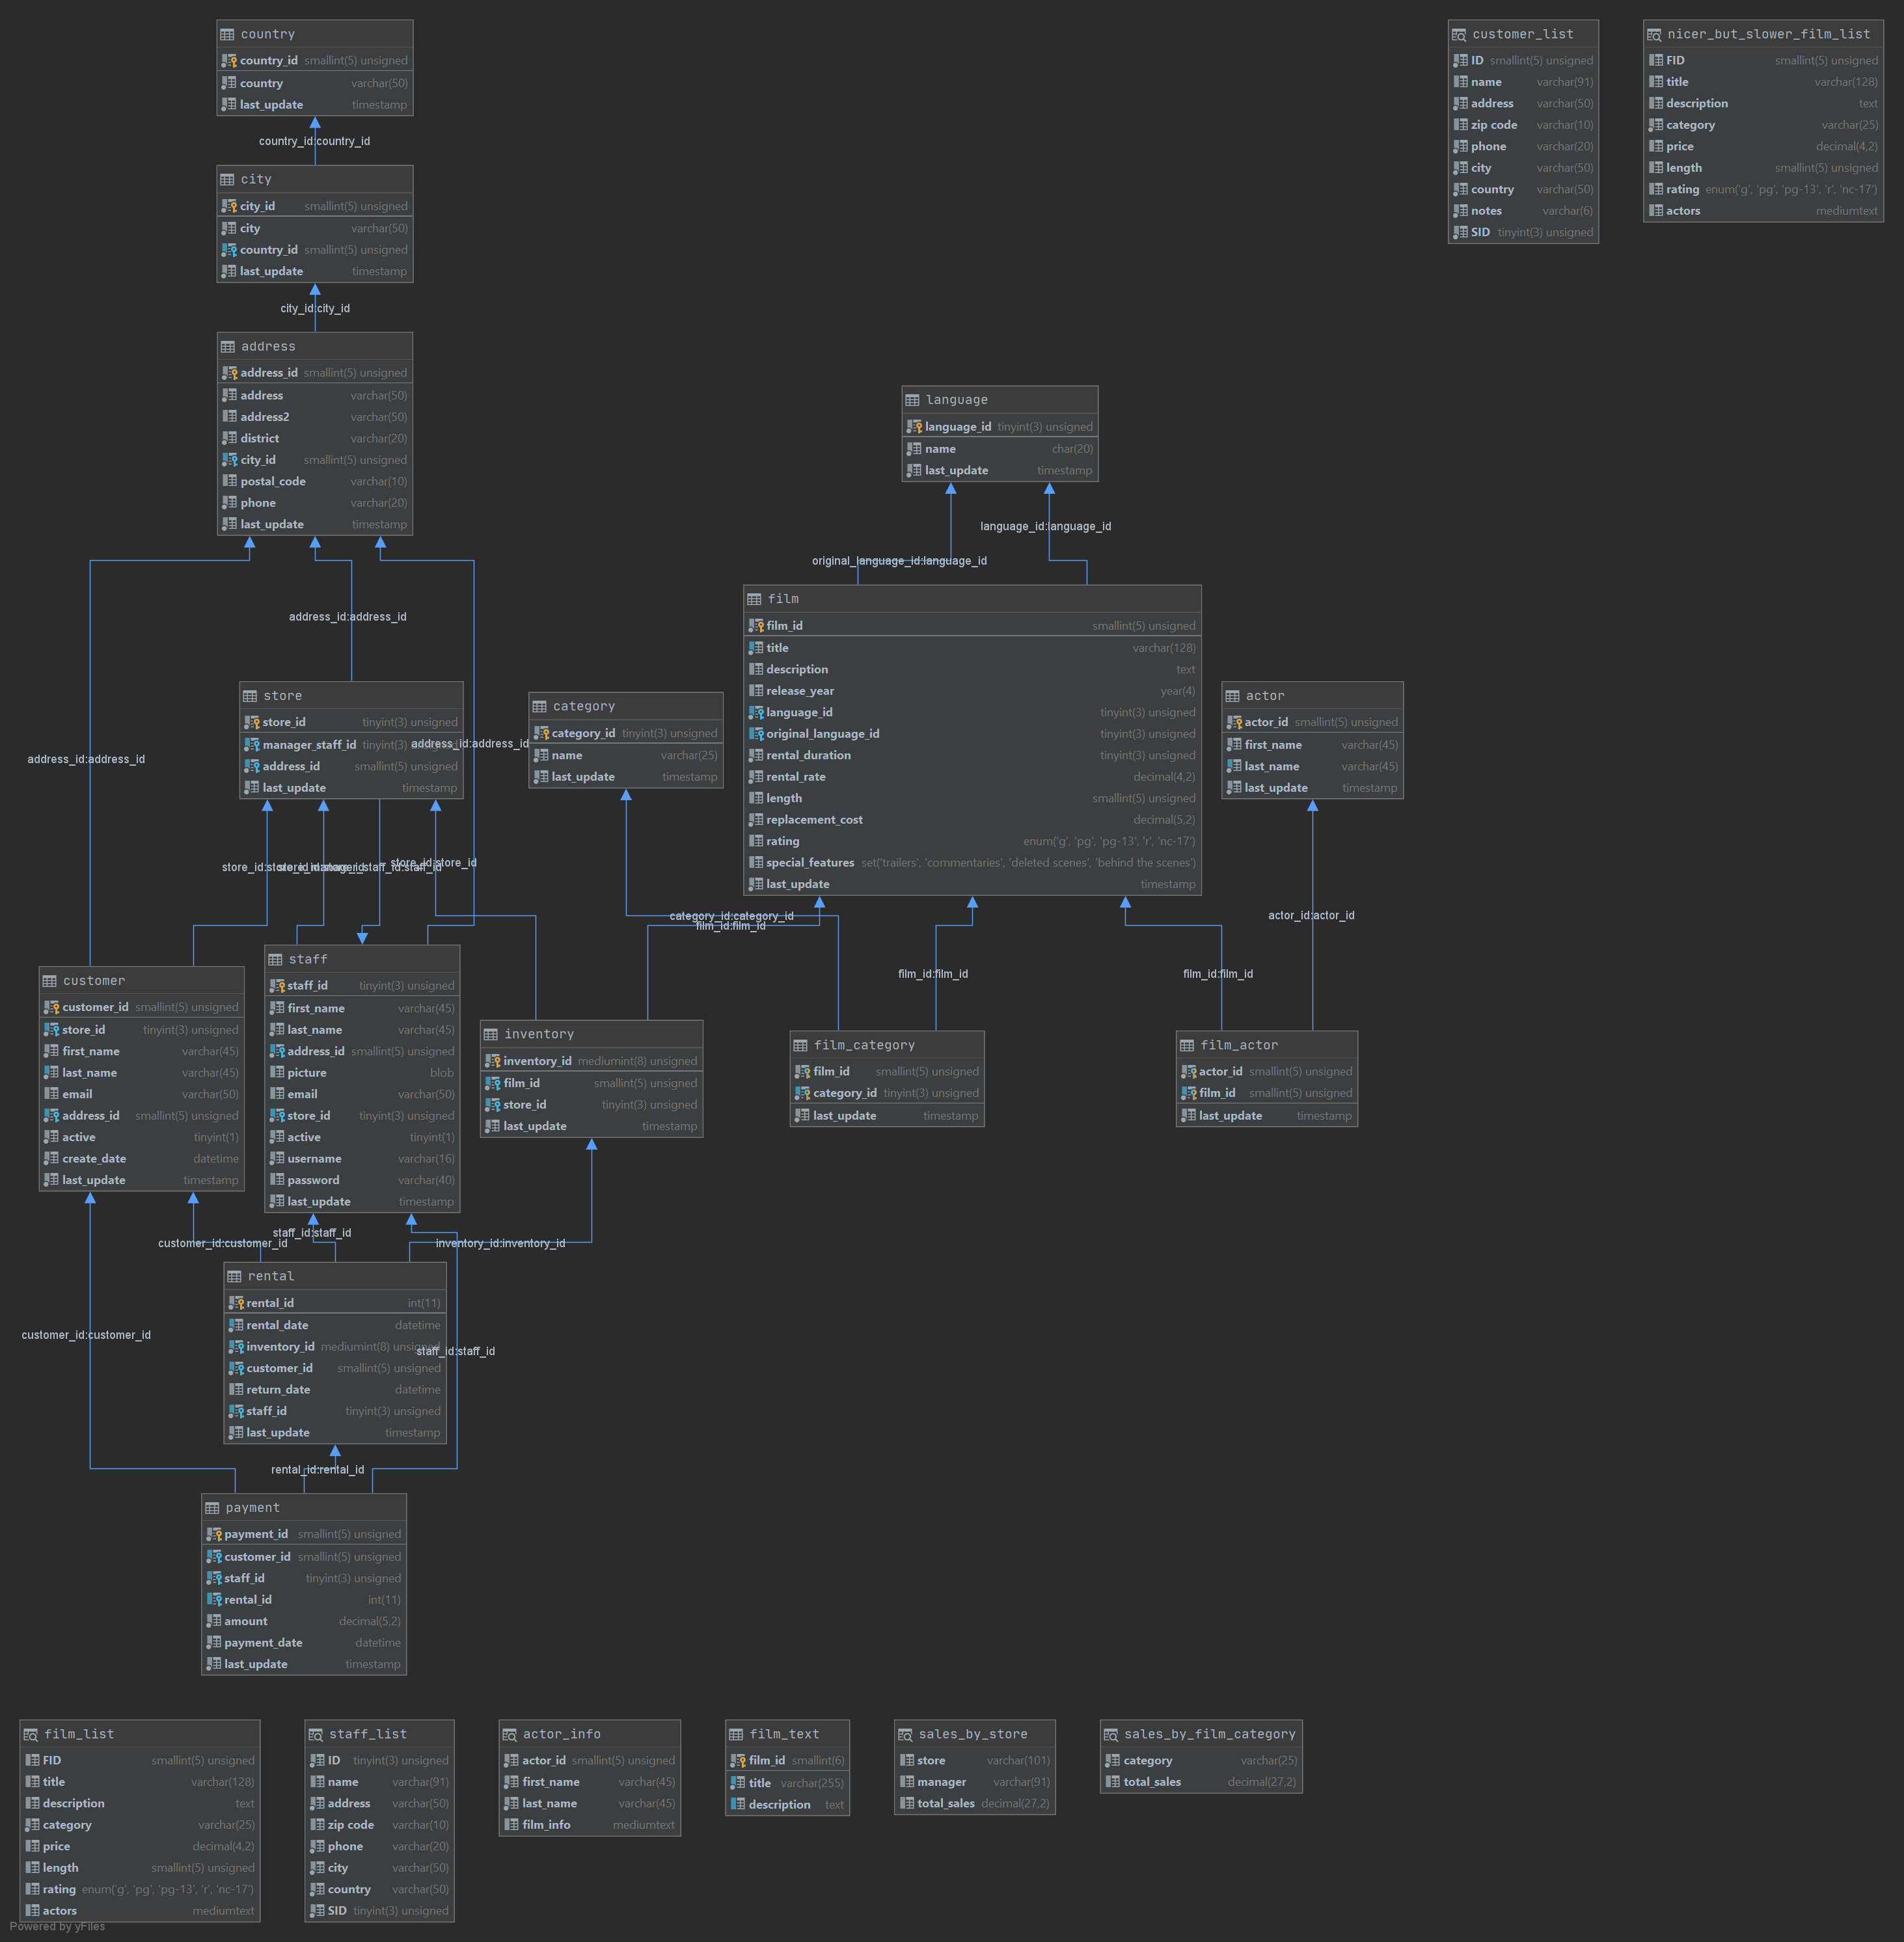 country
country_id smallint(5) unsigned
country varchar(50)
last_update timestamp
country_id:country_id
city
city_id smallint(5) unsigned
city varchar(50)
country_id smallint(5) unsigned
last_update timestamp
city_id:city_id
address
address_id smallint(5) unsigned
address varchar(50)
address2 varchar(50)
district varchar(20)
city_id smallint(5) unsigned
postal_code varchar(10)
phone varchar(20)
last_update timestamp
customer_list
ID smallint(5) unsigned
name varchar(91)
address varchar(50)
zip code varchar(10)
phone varchar(20)
city varchar(50)
country varchar(50)
notes varchar(6)
SID tinyint(3) unsigned
nicer_but_slower_film_list
FID smallint(5) unsigned
title varchar(128)
description text
category varchar(25)
price decimal(4,2)
length smallint(5) unsigned
rating enum('g', 'pg', 'pg-13', 'r', 'nc-17')
actors mediumtext
language
language_id tinyint(3) unsigned
name char(20)
last_update timestamp
language_id:language_id
original_language_id:language_id
address_id:address_id
address_id:address_id
address_id:address_id
store
store_id tinyint(3) unsigned
manager_staff_id tinyint(3) unsigned
address_id smallint(5) unsigned
last_update timestamp
category
category_id tinyint(3) unsigned
name varchar(25)
last_update timestamp
film
film_id smallint(5) unsigned
title varchar(128)
description text
release_year year(4)
language_id tinyint(3) unsigned
original_language_id tinyint(3) unsigned
rental_duration tinyint(3) unsigned
rental_rate decimal(4,2)
length smallint(5) unsigned
replacement_cost decimal(5,2)
rating enum('g', 'pg', 'pg-13', 'r', 'nc-17')
special_features set('trailers', 'commentaries', 'deleted scenes', 'behind the scenes')
last_update timestamp
actor
actor_id smallint(5) unsigned
first_name varchar(45)
last_name varchar(45)
last_update timestamp
store_id:store_id
category_id:category_id
film_id:film_id
film_id:film_id
film_id:film_id
actor_id:actor_id
customer
customer_id smallint(5) unsigned
store_id tinyint(3) unsigned
first_name varchar(45)
last_name varchar(45)
email varchar(50)
address_id smallint(5) unsigned
active tinyint(1)
create_date datetime
last_update timestamp
staff
staff_id tinyint(3) unsigned
first_name varchar(45)
last_name varchar(45)
address_id smallint(5) unsigned
picture blob
email varchar(50)
store_id tinyint(3) unsigned
active tinyint(1)
username varchar(16)
password varchar(40)
last_update timestamp
inventory
inventory_id mediumint(8) unsigned
film_id smallint(5) unsigned
store_id tinyint(3) unsigned
last_update timestamp
film_category
film_id smallint(5) unsigned
category_id tinyint(3) unsigned
last_update timestamp
film_actor
actor_id smallint(5) unsigned
film_id smallint(5) unsigned
last_update timestamp
staff_id:staff_id
customer_id:customer_id
inventory_id:inventory_id
customer_id:customer_id
staff_id:staff_id
rental
rental_id int(11)
rental_date datetime
inventory_id mediumint(8) unsigned
customer_id smallint(5) unsigned
return_date datetime
staff_id tinyint(3) unsigned
last_update timestamp
rental_id:rental_id
payment
payment_id smallint(5) unsigned
customer_id smallint(5) unsigned
staff_id tinyint(3) unsigned
rental_id int(11)
amount decimal(5,2)
payment_date datetime
last_update timestamp
film_list
FID smallint(5) unsigned
title varchar(128)
description text
category varchar(25)
price decimal(4,2)
length smallint(5) unsigned
rating enum('g', 'pg', 'pg-13', 'r', 'nc-17')
actors mediumtext
staff_list
ID tinyint(3) unsigned
name varchar(91)
address varchar(50)
zip code varchar(10)
phone varchar(20)
city varchar(50)
country varchar(50)
SID tinyint(3) unsigned
actor_info
actor_id smallint(5) unsigned
first_name varchar(45)
last_name varchar(45)
film_info mediumtext
film_text
film_id smallint(6)
title varchar(255)
description text
sales_by_store
store varchar(101)
manager varchar(91)
total_sales decimal(27,2)
sales_by_film_category
category varchar(25)
total_sales decimal(27,2)
Powered by yFiles